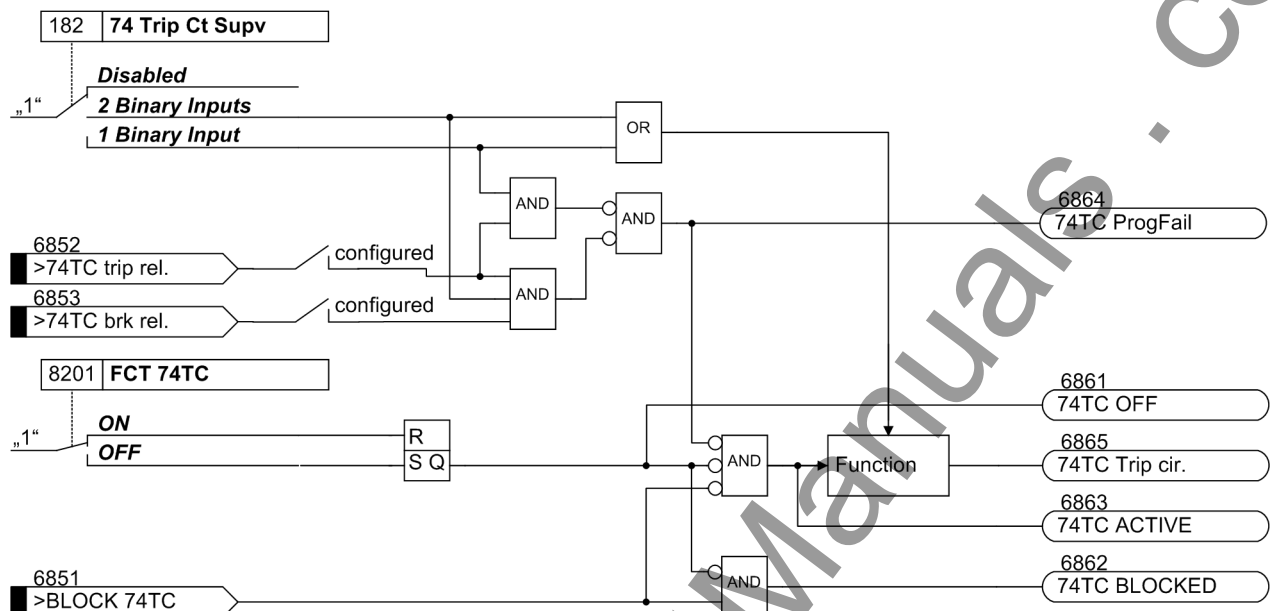 182 74 Trip Ct Supv
Disabled
„1“ 2 Binary Inputs
1 Binary Input
OR
AND
AND
6864
74TC ProgFail
6852
>74TC trip rel.
configured
AND
6853
>74TC brk rel.
configured
8201 FCT 74TC
6861
74TC OFF
„1“ ON
OFF
R
S Q
AND
Function
6865
74TC Trip cir.
6863
74TC ACTIVE
6862
74TC BLOCKED
AND
6851
>BLOCK 74TC
Manuals . co